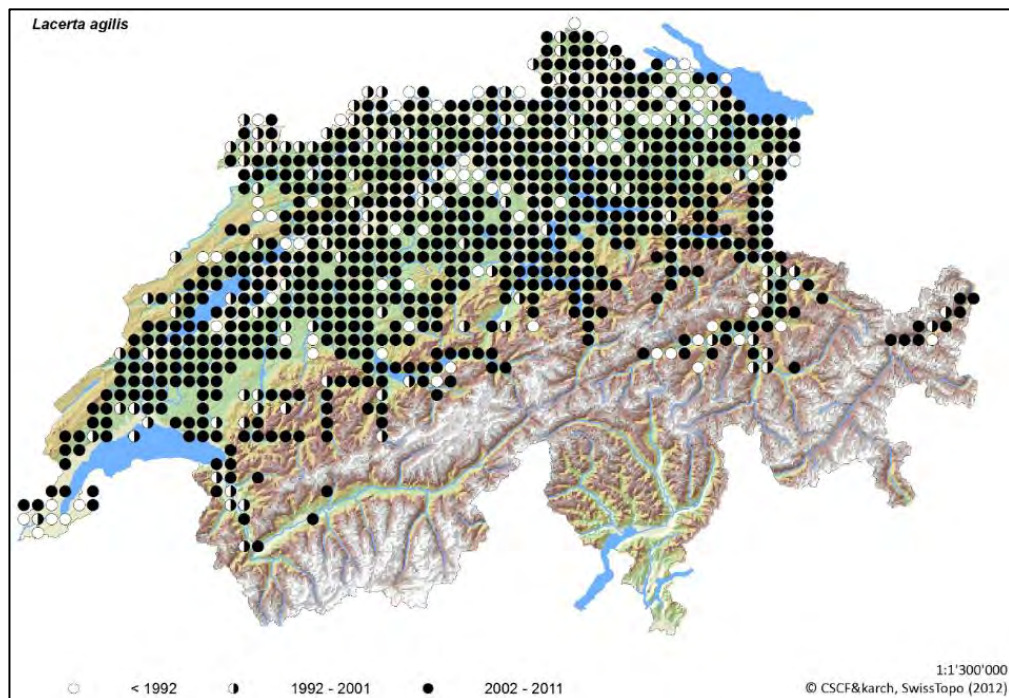 Lacerta agilis
1:1'300'000
< 1992 1992 - 2001 2002 - 2011 © CSCF&karch, SwissTopo (2012)